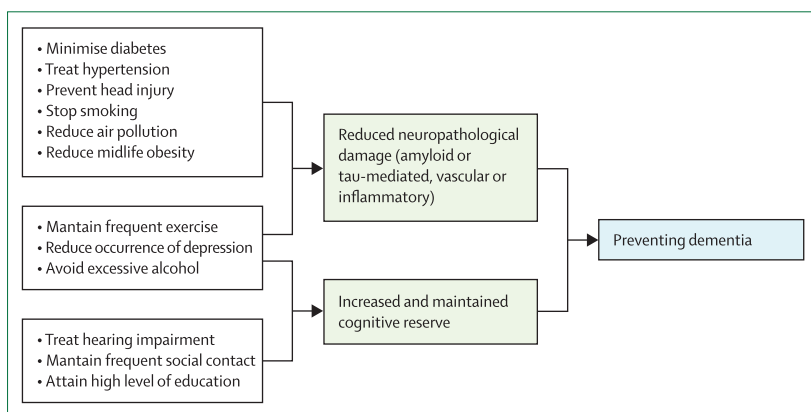 • Minimise diabetes
• Treat hypertension
• Prevent head injury
• Stop smoking
• Reduce air pollution
• Reduce midlife obesity
• Mantain frequent exercise
• Reduce occurrence of depression
• Avoid excessive alcohol
• Treat hearing impairment
• Mantain frequent social contact
• Attain high level of education
Reduced neuropathological
damage (amyloid or
tau-mediated, vascular or
inflammatory)
Increased and maintained
cognitive reserve
Preventing dementia